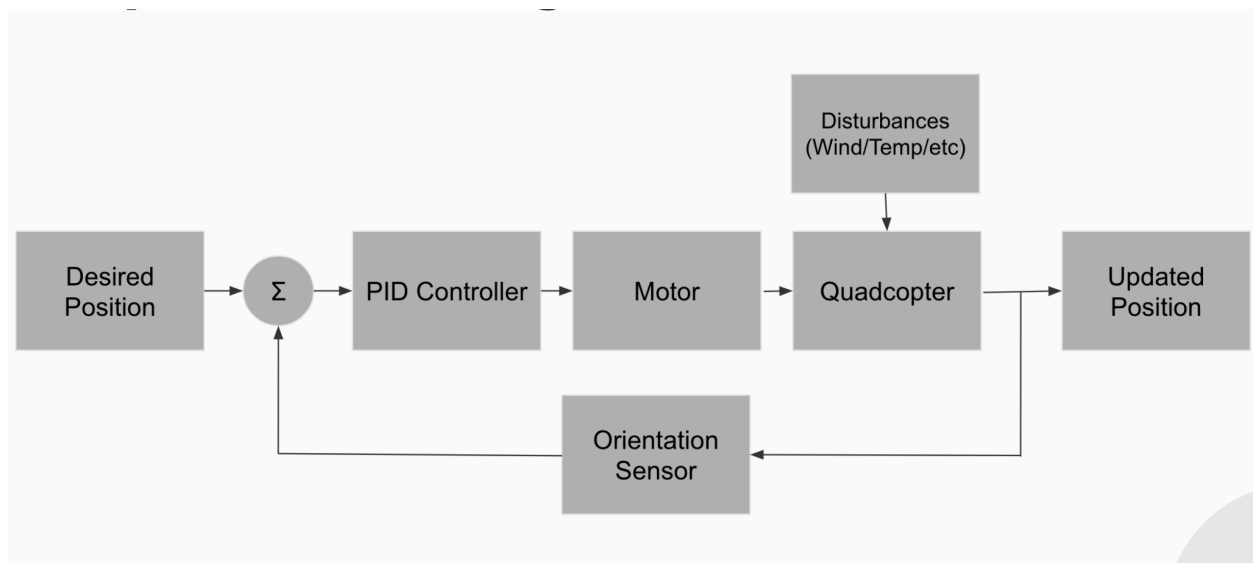 Disturbances
(Wind/Temp/etc)
Desired
Position
Σ
PID Controller
Motor
Quadcopter
Updated
Position
Orientation
Sensor